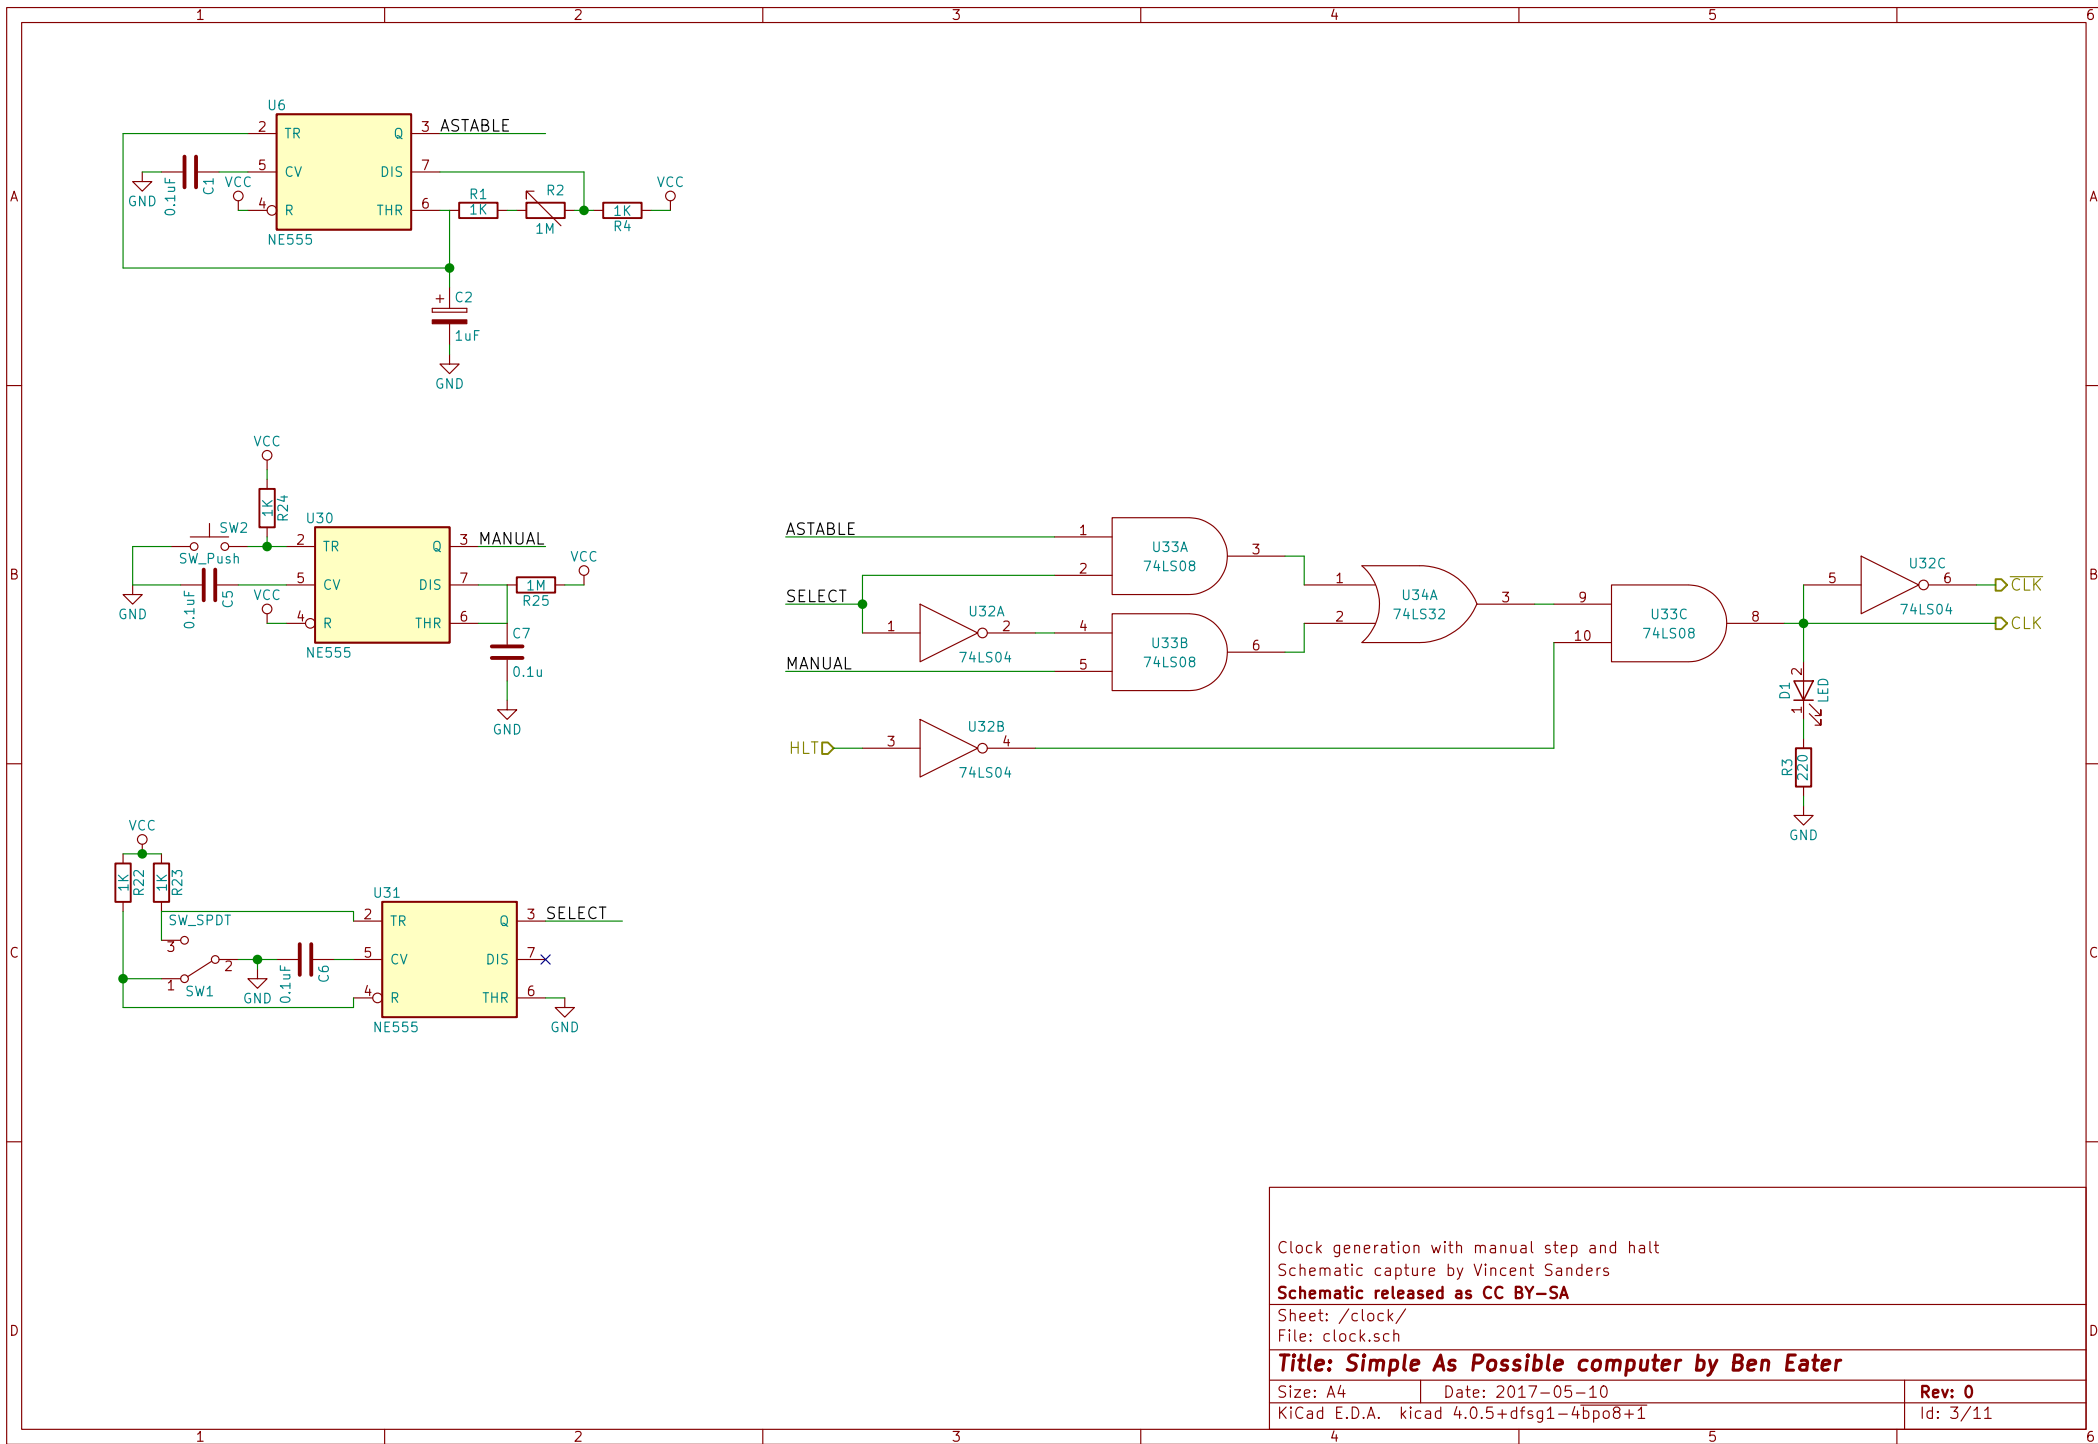 1 2 3 4 5 6
A A
B B
C C
D D
1 2 3 4 5 6
U6
2 TR Q 3 ASTABLE
5 CV DIS 7
4 R THR 6
NE555
GND
0.1uF
C1
VCC
R1
1K
R2
1M
1K
R4
VCC
+ C2
1uF
GND
VCC
1K
R24
U30
SW2
SW_Push
2 TR Q 3 MANUAL
5 CV DIS 7
4 R THR 6
NE555
GND
0.1uF
C5
VCC
VCC
1M
R25
C7
0.1u
GND
VCC
1K
R22
1K
R23
SW_SPDT
3
2
1
SW1
GND
0.1uF
C6
U31
2 TR Q 3 SELECT
5 CV DIS 7
4 R THR 6
NE555
GND
ASTABLE
SELECT
MANUAL
HLT
1
2
U33A
74LS08
3
U32A
1 2
74LS04
4
5
U33B
74LS08
6
U32B
3 4
74LS04
1
2
U34A
74LS32
3
9
10
U33C
74LS08
8
U32C
5 6
74LS04
CLK
CLK
2
D1
LED
1
R3
220
GND
Clock generation with manual step and halt
Schematic capture by Vincent Sanders
Schematic released as CC BY-SA
Sheet: /clock/
File: clock.sch
Title: Simple As Possible computer by Ben Eater
Size: A4 Date: 2017-05-10 Rev: 0
KiCad E.D.A. kicad 4.0.5+dfsg1-4bpo8+1 Id: 3/11